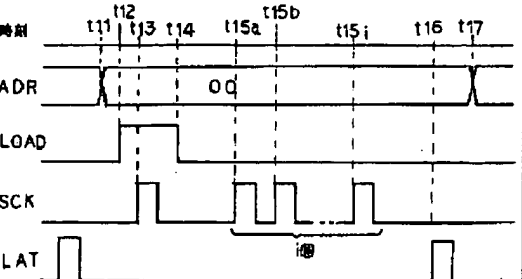 t12 t15b
時刻 t11 t13 t14 t15a t15i t16 t17
ADR 00
LOAD
SCK
i個
LAT